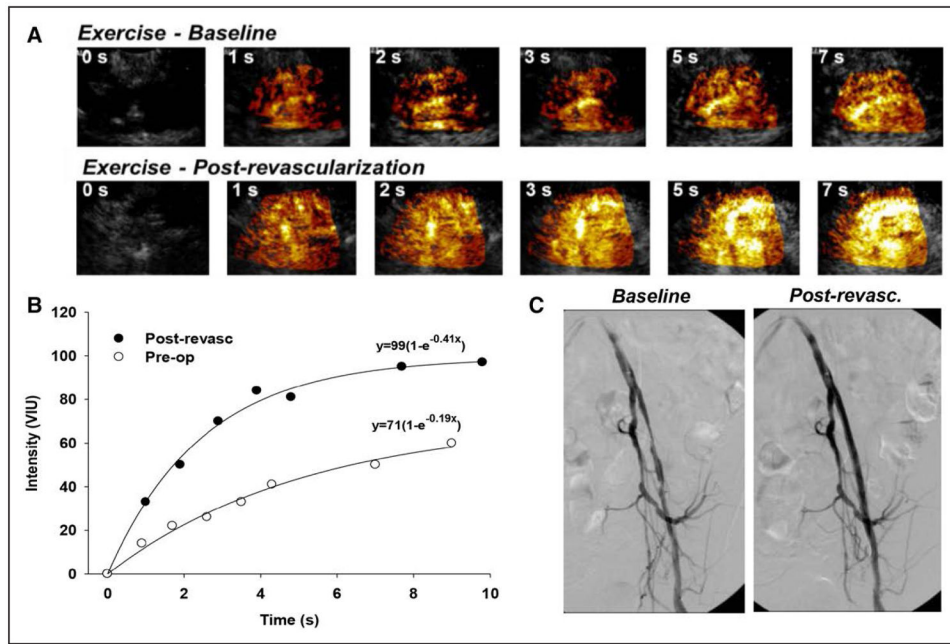 A
Exercise - Baseline
0 s 1 s 2 s 3 s 5 s 7 s
Exercise - Post-revascularization
0 s 1 s 2 s 3 s 5 s 7 s
B
Intensity (VIU)
120
100
80
60
40
20
0
Post-revasc
Pre-op
y=99(1-e^-0.41x)
y=71(1-e^-0.19x)
0 2 4 6 8 10
Time (s)
C
Baseline Post-revasc.